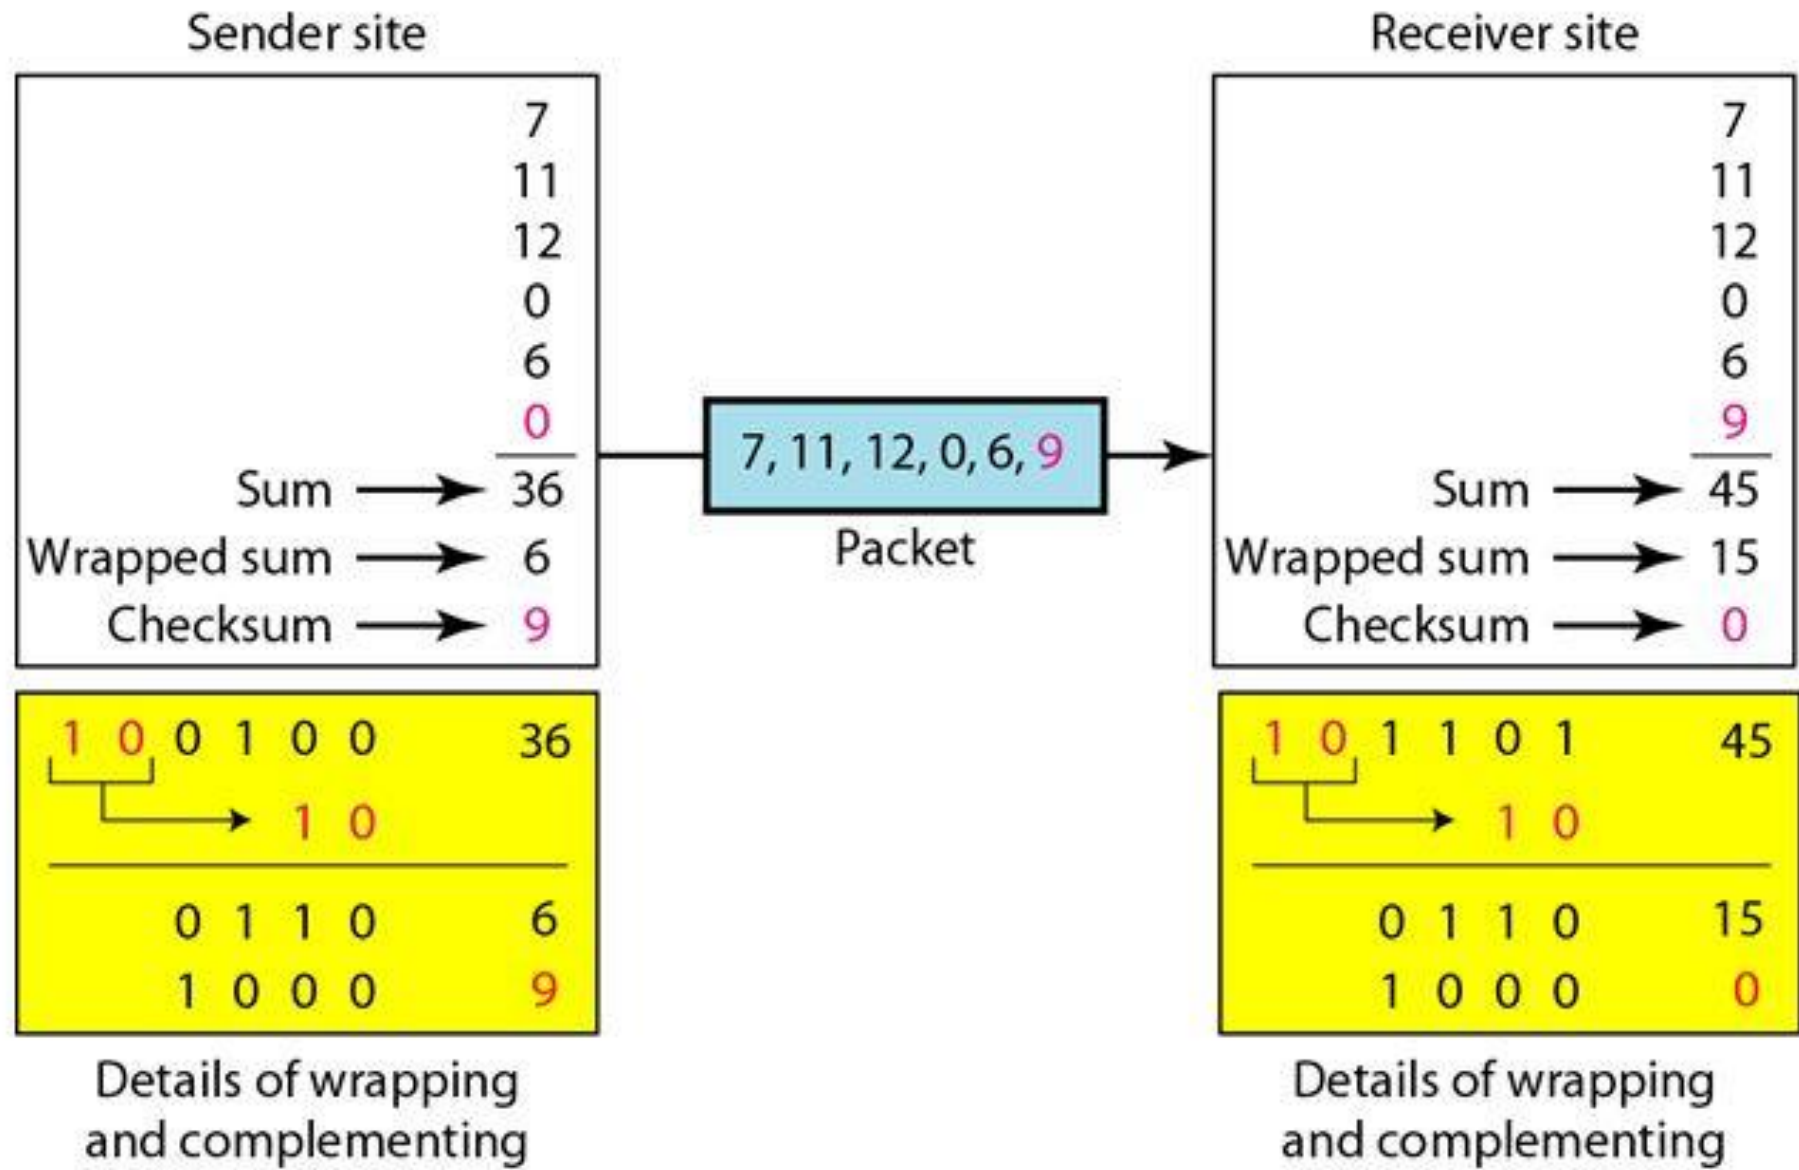 Sender site
7
11
12
0
6
0
Sum 36
Wrapped sum 6
Checksum 9
1 0 0 1 0 0 36
1 0
0 1 1 0 6
1 0 0 0 9
Details of wrapping
and complementing
7, 11, 12, 0, 6, 9
Packet
Receiver site
7
11
12
0
6
9
Sum 45
Wrapped sum 15
Checksum 0
1 0 1 1 0 1 45
1 0
0 1 1 0 15
1 0 0 0 0
Details of wrapping
and complementing